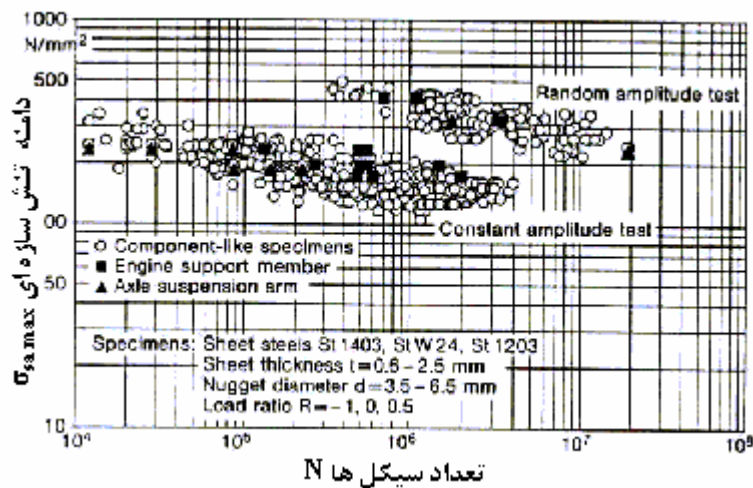 1000
N/mm²
500
00
50
10
دامنه تنش سازه ای σsa max
Random amplitude test
Constant amplitude test
○ Component-like specimens
■ Engine support member
▲ Axle suspension arm
Specimens: Sheet steels St 1403, St W 24, St 1203
Sheet thickness t=0.6-2.5 mm
Nugget diameter d=3.5-6.5 mm
Load ratio R=-1, 0, 0.5
10⁴ 10⁵ 10⁶ 10⁷ 10⁸
تعداد سیکل ها N